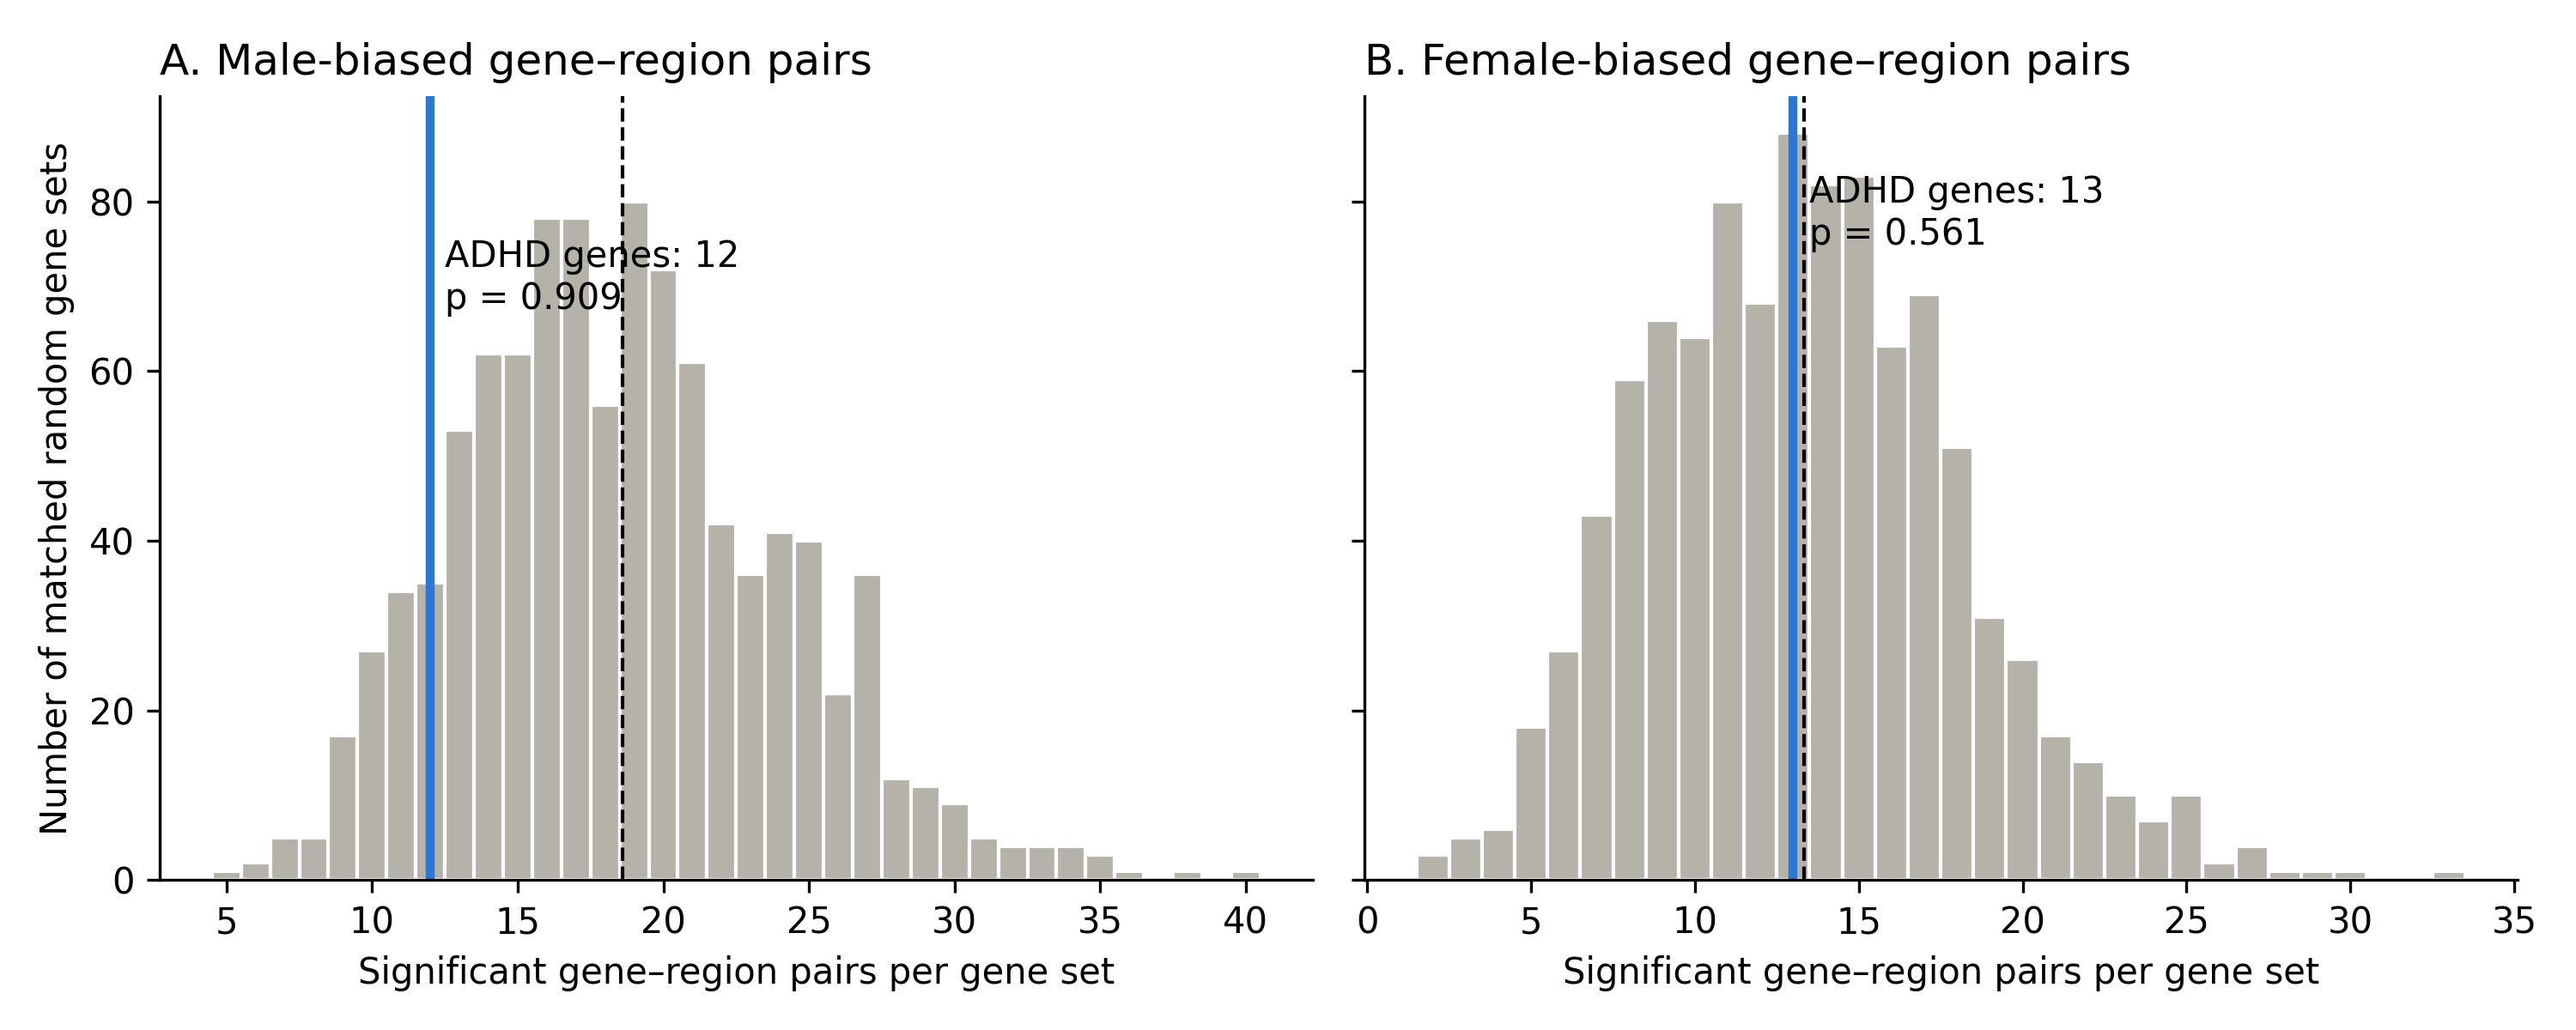 A. Male-biased gene–region pairs
Number of matched random gene sets
80
60
40
20
0
ADHD genes: 12
p = 0.909
5 10 15 20 25 30 35 40
Significant gene–region pairs per gene set
B. Female-biased gene–region pairs
ADHD genes: 13
p = 0.561
0 5 10 15 20 25 30 35
Significant gene–region pairs per gene set